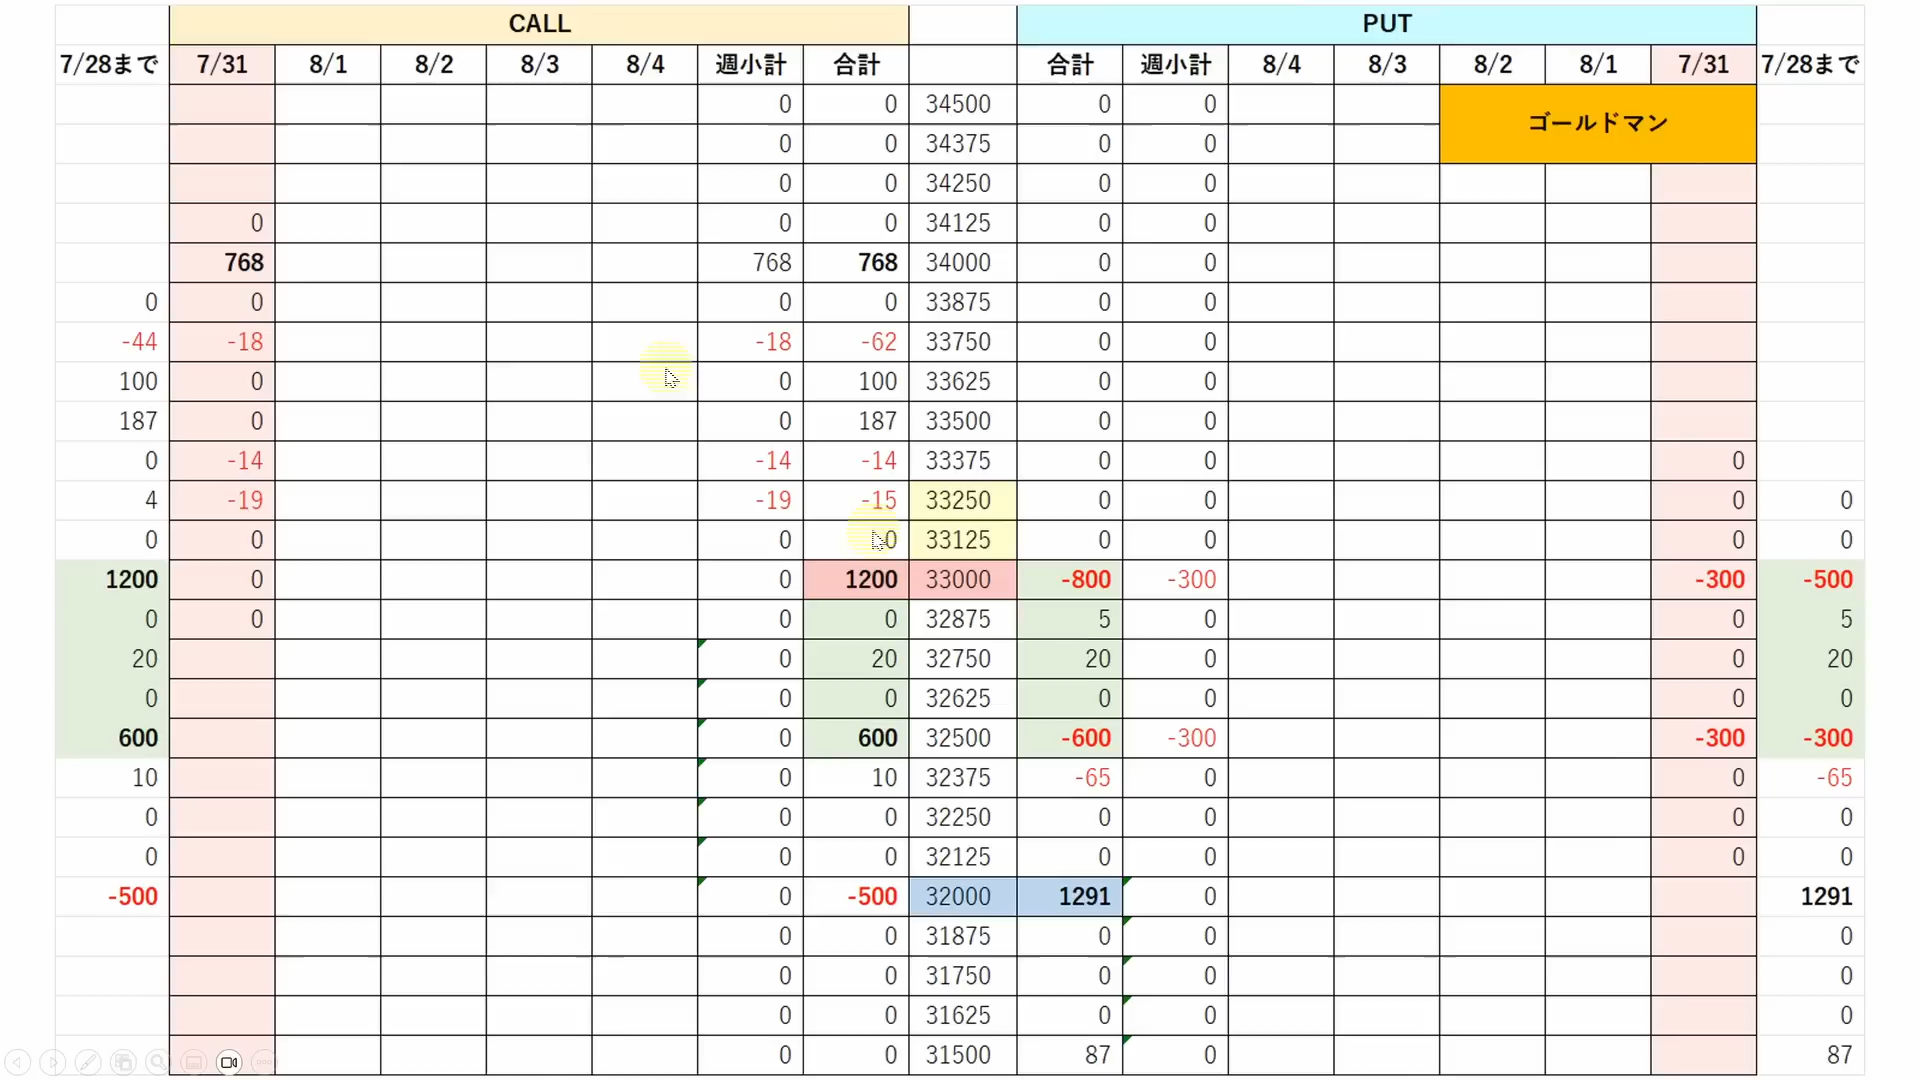 CALL PUT
7/28まで 7/31 8/1 8/2 8/3 8/4 週小計 合計 合計 週小計 8/4 8/3 8/2 8/1 7/31 7/28まで
0 0 34500 0 0
ゴールドマン
0 0 34375 0 0
0 0 34250 0 0
0 0 0 34125 0 0
768 768 768 34000 0 0
0 0 0 0 33875 0 0
-44 -18 -18 -62 33750 0 0
100 0 0 100 33625 0 0
187 0 0 187 33500 0 0
0 -14 -14 -14 33375 0 0 0
4 -19 -19 -15 33250 0 0 0 0
0 0 0 0 33125 0 0 0 0
1200 0 0 1200 33000 -800 -300 -300 -500
0 0 0 0 32875 5 0 0 5
20 0 20 32750 20 0 0 20
0 0 0 32625 0 0 0 0
600 0 600 32500 -600 -300 -300 -300
10 0 10 32375 -65 0 0 -65
0 0 0 32250 0 0 0 0
0 0 0 32125 0 0 0 0
-500 0 -500 32000 1291 0 1291
0 0 31875 0 0 0
0 0 31750 0 0 0
0 0 31625 0 0 0
0 0 31500 87 0 87